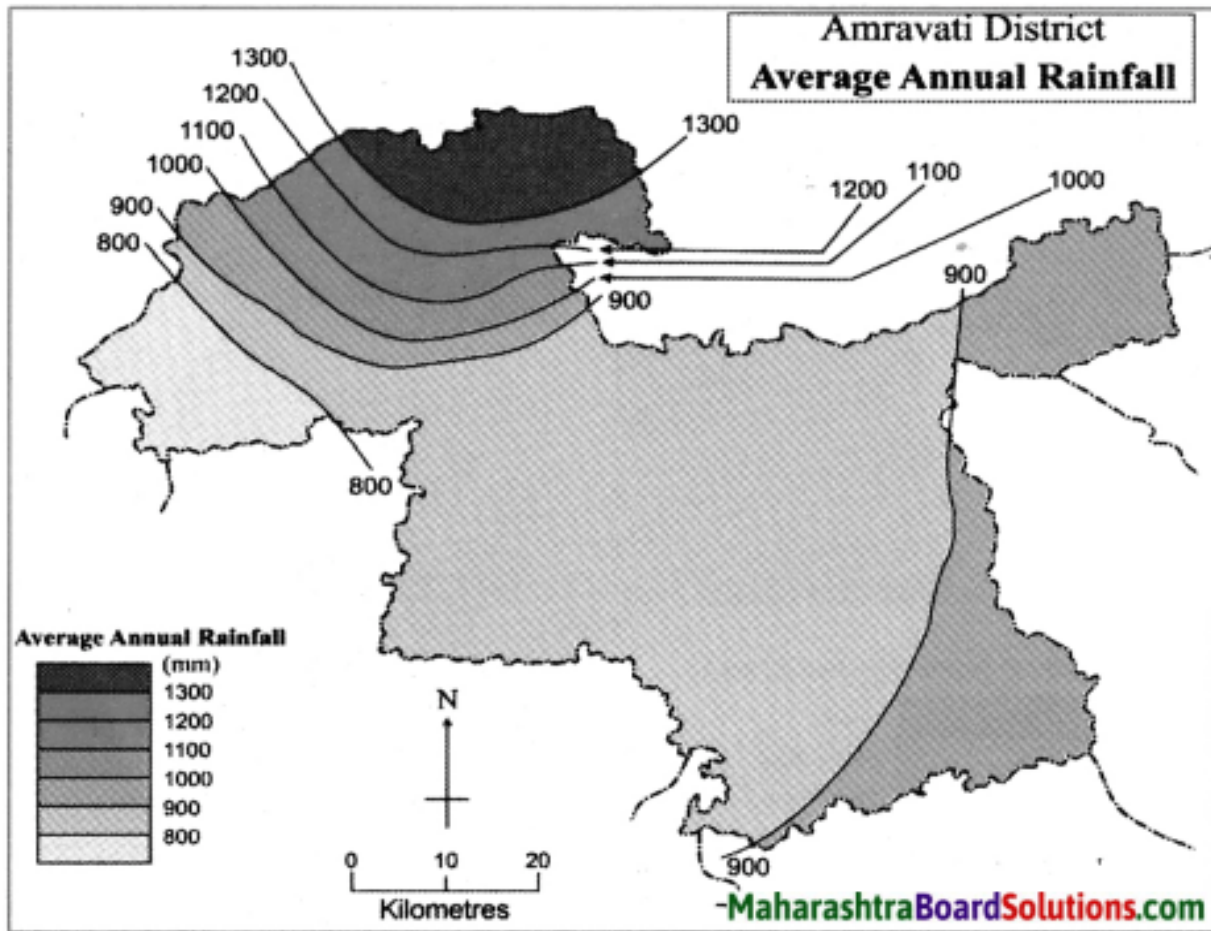 Amravati District
Average Annual Rainfall
1300
1200
1100
1000
900
800
1300
1200
1100
1000
900
900
800
900
Average Annual Rainfall
(mm)
1300
1200
1100
1000
900
800
N
0 10 20
Kilometres
MaharashtraBoardSolutions.com